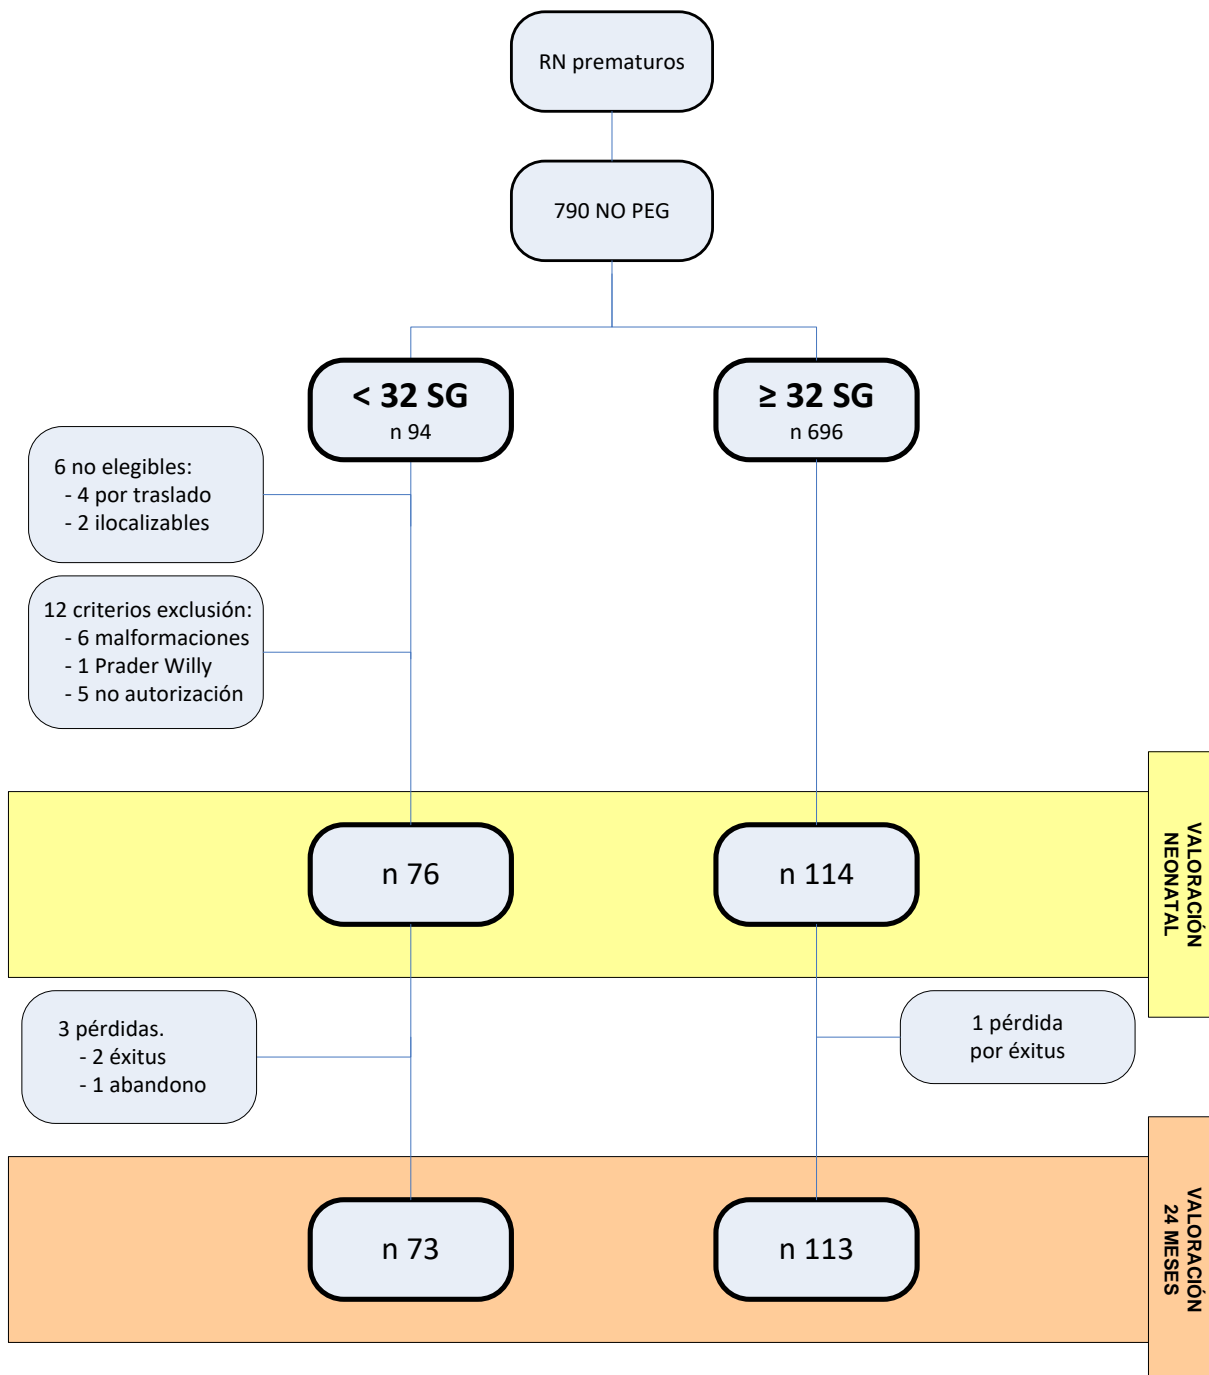 RN prematuros
790 NO PEG
< 32 SG
n 94
≥ 32 SG
n 696
6 no elegibles:
- 4 por traslado
- 2 ilocalizables
12 criterios exclusión:
- 6 malformaciones
- 1 Prader Willy
- 5 no autorización
VALORACIÓN
NEONATAL
n 76
n 114
3 pérdidas.
- 2 éxitus
- 1 abandono
1 pérdida
por éxitus
VALORACIÓN
24 MESES
n 73
n 113